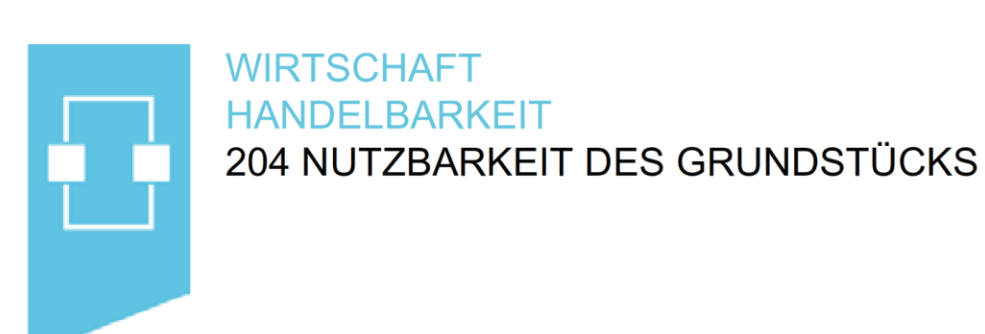 WIRTSCHAFT
HANDELBARKEIT
204 NUTZBARKEIT DES GRUNDSTÜCKS